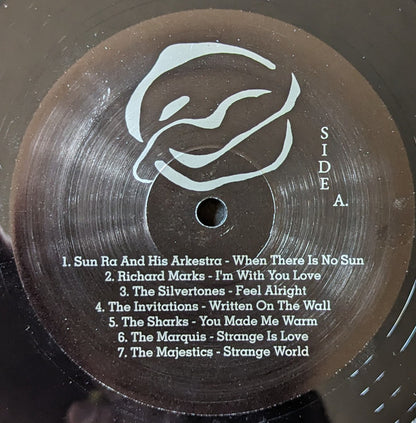 SIDE A.
1. Sun Ra And His Arkestra - When There Is No Sun
2. Richard Marks - I'm With You Love
3. The Silvertones - Feel Alright
4. The Invitations - Written On The Wall
5. The Sharks - You Made Me Warm
6. The Marquis - Strange Is Love
7. The Majestics - Strange World